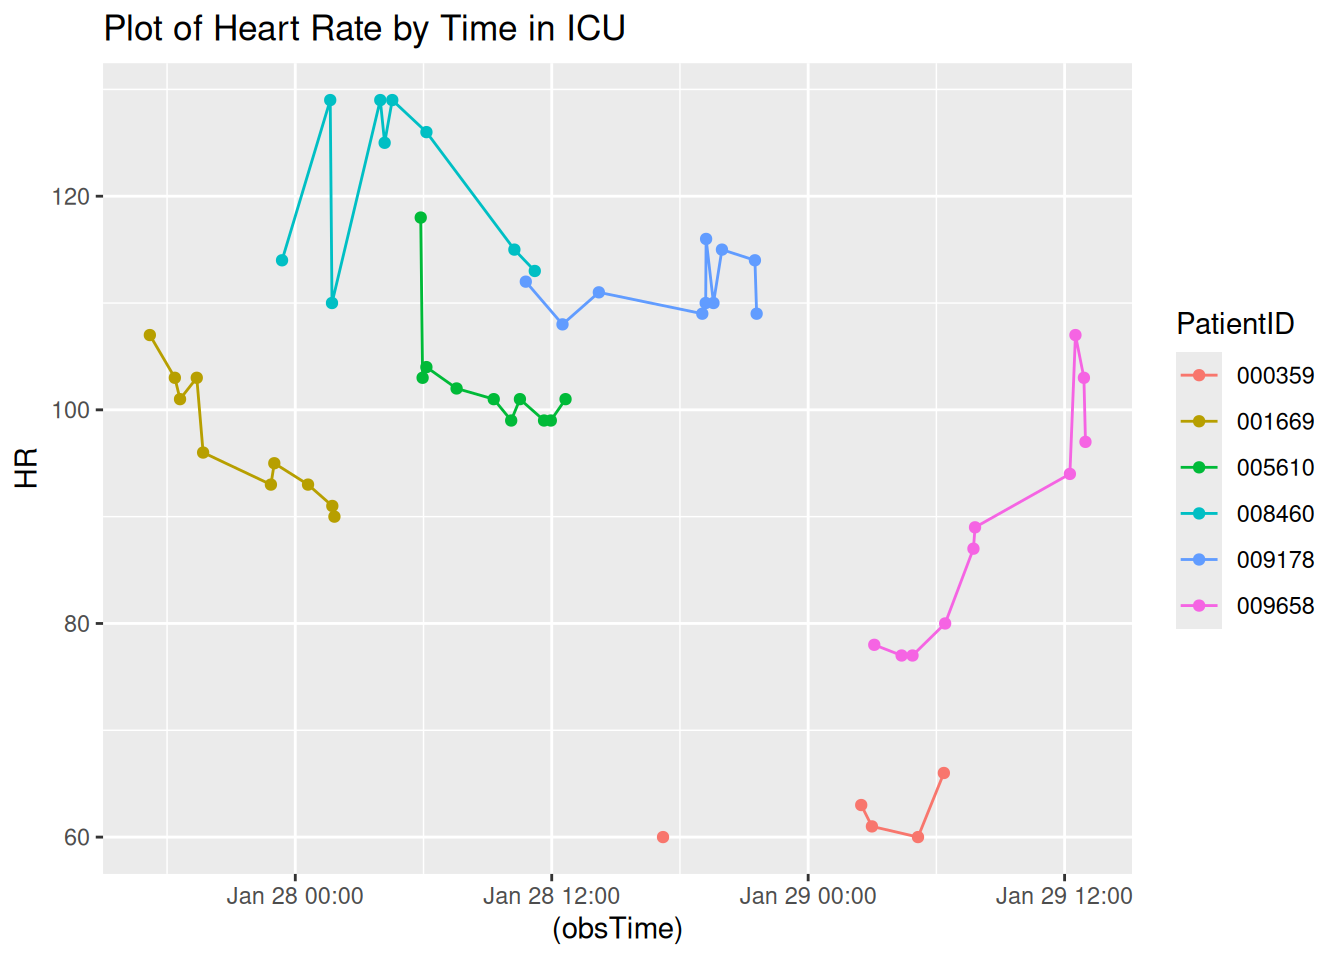 Plot of Heart Rate by Time in ICU
HR
120
100
80
60
Jan 28 00:00
Jan 28 12:00
Jan 29 00:00
Jan 29 12:00
(obsTime)
PatientID
000359
001669
005610
008460
009178
009658